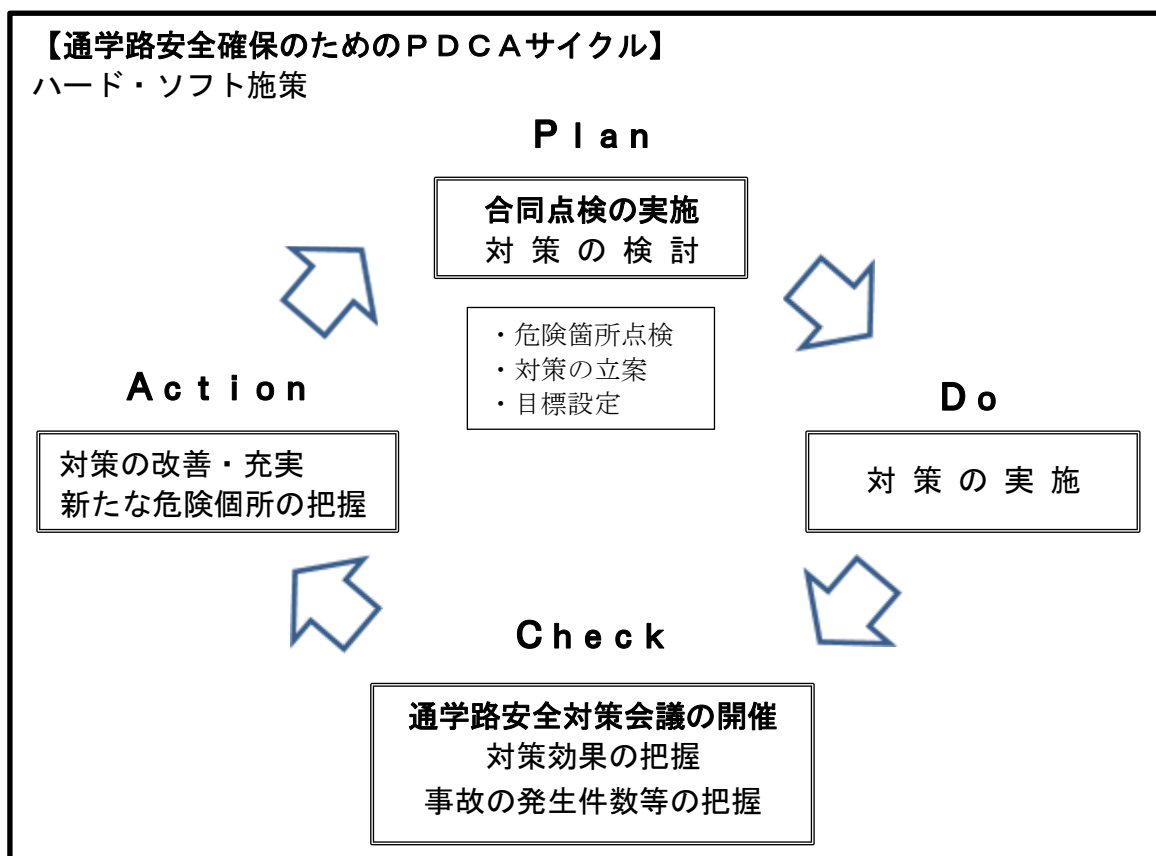 【通学路安全確保のためのＰＤＣＡサイクル】
ハード・ソフト施策
Ｐｌａｎ
合同点検の実施
対 策 の 検 討
・危険箇所点検
・対策の立案
・目標設定
Ｄｏ
対 策 の 実 施
Ｃｈｅｃｋ
通学路安全対策会議の開催
対策効果の把握
事故の発生件数等の把握
Ａｃｔｉｏｎ
対策の改善・充実
新たな危険個所の把握